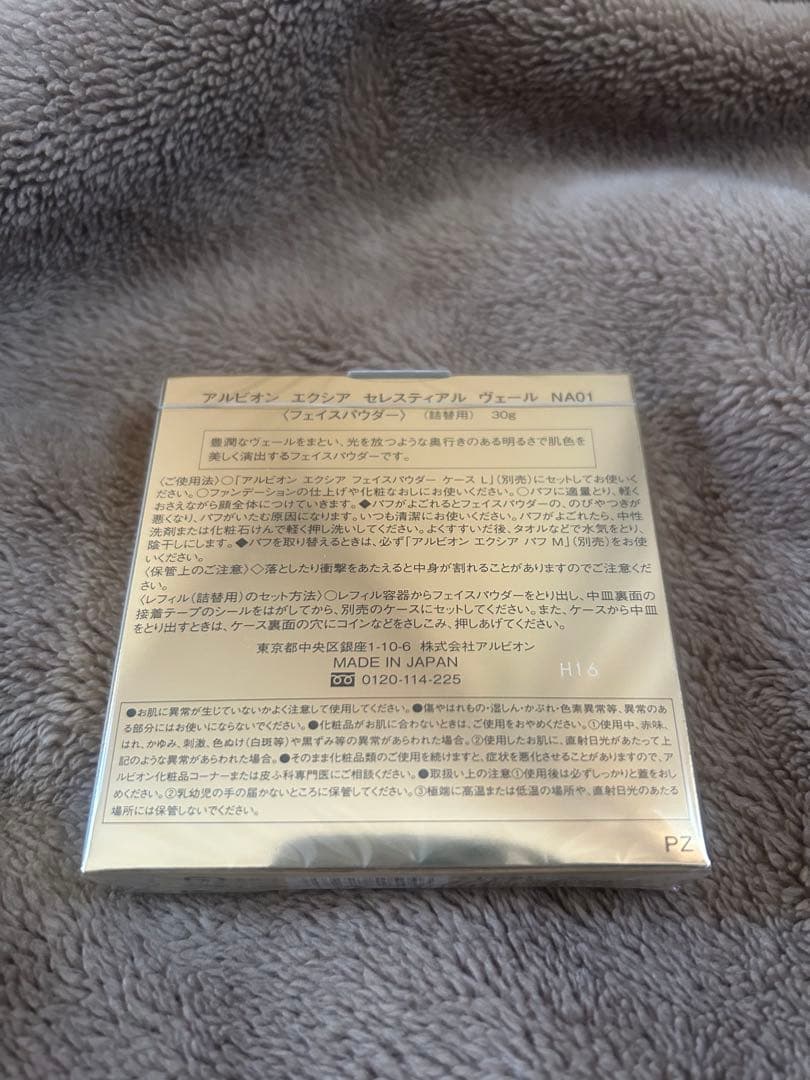 アルビオン エクシア セレスティアル ヴェール NA01
〈フェイスパウダー〉 (詰替用) 30g
豊潤なヴェールをまとい、光を放つような奥行きのある明るさで肌色を
美しく演出するフェイスパウダーです。
〈ご使用法〉○「アルビオン エクシア フェイスパウダー ケース L」(別売)にセットしてお使いく
ださい。○ファンデーションの仕上げや化粧なおしにお使いください。○パフに適量とり、軽く
おさえながら顔全体につけていきます。◆パフがよごれるとフェイスパウダーの、のびやつきが
悪くなり、パフがいたむ原因になります。いつも清潔にお使いください。パフがよごれたら、中性
洗剤または化粧石けんで軽く押し洗いしてください。よくすすいだ後、タオルなどで水気をとり、
陰干しにします。◆パフを取り替えるときは、必ず「アルビオン エクシア パフ M」(別売)をお使
いください。
〈保管上のご注意〉◇落としたり衝撃をあたえると中身が割れることがありますのでご注意くだ
さい。
〈レフィル(詰替用)のセット方法〉○レフィル容器からフェイスパウダーをとり出し、中皿裏面の
接着テープのシールをはがしてから、別売のケースにセットしてください。また、ケースから中皿
をとり出すときは、ケース裏面の穴にコインなどをさしこみ、押しあげてください。
東京都中央区銀座1-10-6 株式会社アルビオン
MADE IN JAPAN
0120-114-225
H16
●お肌に異常が生じていないかよく注意して使用してください。●傷やはれもの・湿しん・かぶれ・色素異常等、異常のあ
る部分にはお使いにならないでください。●化粧品がお肌に合わないときは、ご使用をおやめください。①使用中、赤味、
はれ、かゆみ、刺激、色ぬけ(白斑等)や黒ずみ等の異常があらわれた場合。②使用したお肌に、直射日光があたって上
記のような異常があらわれた場合。●そのまま化粧品類のご使用を続けますと、症状を悪化させることがありますので、ア
ルビオン化粧品コーナーまたは皮ふ科専門医にご相談ください。●取扱い上の注意①使用後は必ずしっかりと蓋をおし
めください。②乳幼児の手の届かないところに保管してください。③極端に高温または低温の場所や、直射日光のあたる
場所には保管しないでください。
PZ